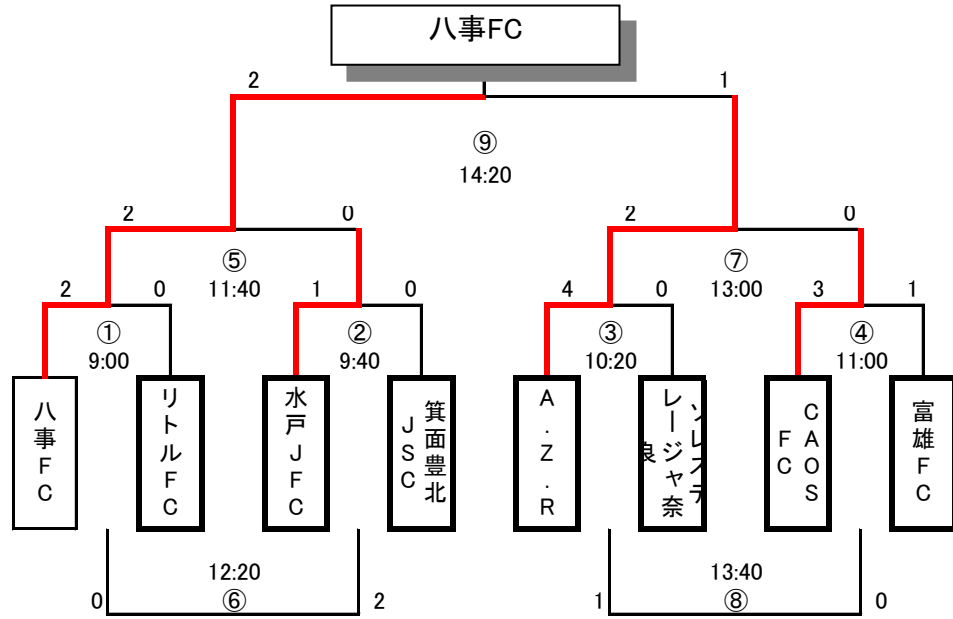 八事FC
2 1
⑨
14:20
2 0 2 0
⑤ ⑦
2 0 11:40 1 0 4 0 13:00 3 1
① ② ③ ④
9:00 9:40 10:20 11:00
八事FC
リトルFC
水戸JFC
箕面豊北
JSC
A.Z.R
ソレステ
レージャ奈
良
CAOS
FC
富雄FC
12:20 13:40
0 ⑥ 2 1 ⑧ 0